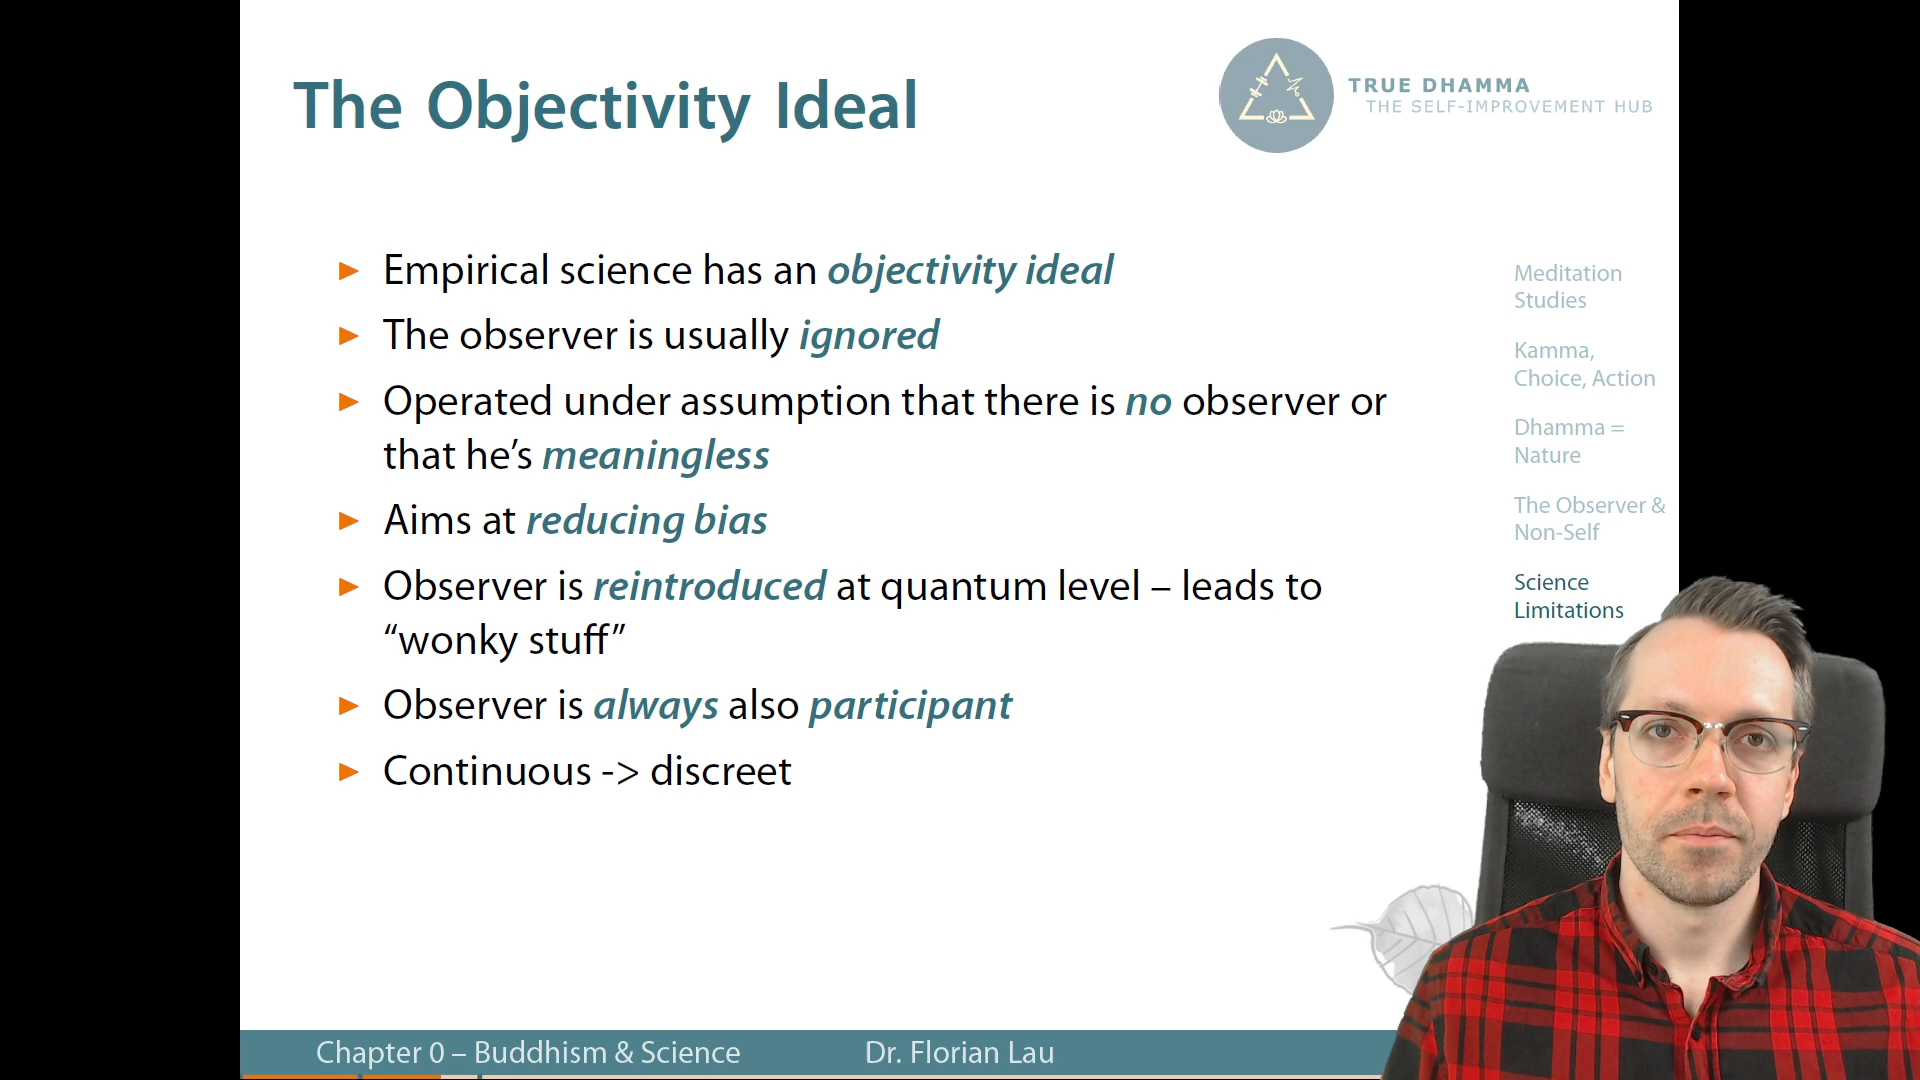 The Objectivity Ideal
TRUE DHAMMA
THE SELF-IMPROVEMENT HUB
► Empirical science has an objectivity ideal
► The observer is usually ignored
► Operated under assumption that there is no observer or
that he’s meaningless
► Aims at reducing bias
► Observer is reintroduced at quantum level – leads to
“wonky stuff”
► Observer is always also participant
► Continuous -> discreet
Meditation
Studies
Kamma,
Choice, Action
Dhamma =
Nature
The Observer &
Non-Self
Science
Limitations
Chapter 0 – Buddhism & Science
Dr. Florian Lau